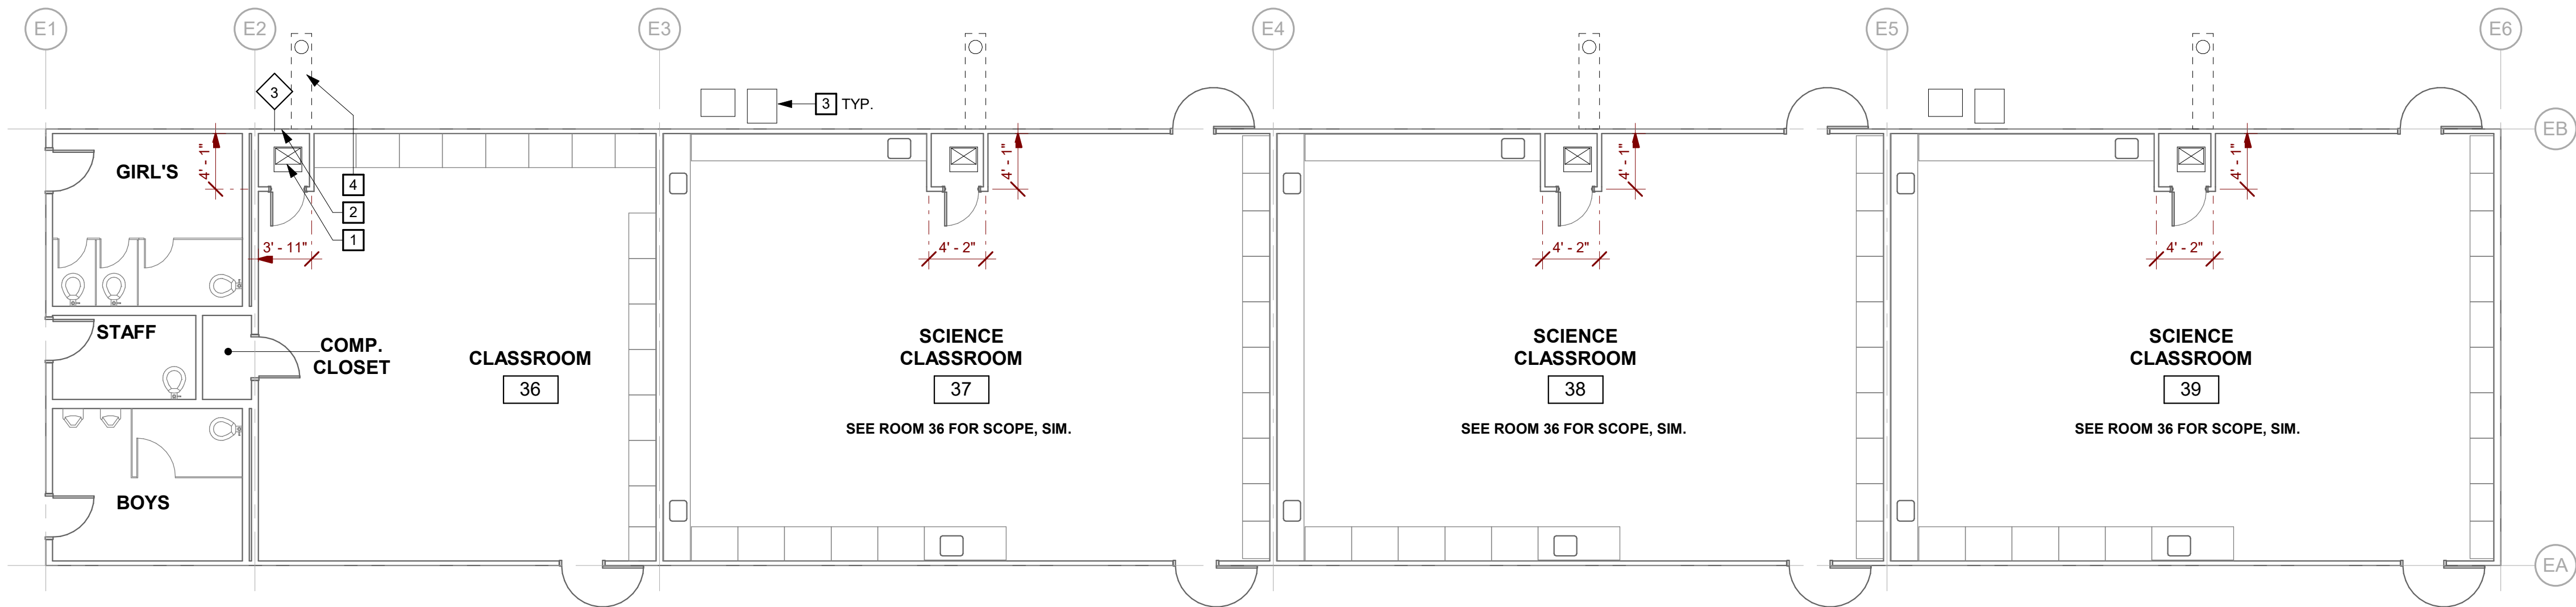 E1
E2
E3
E4
E5
E6
3
3 TYP.
EB
GIRL'S
4' - 1"
4' - 1"
4' - 1"
4' - 1"
4
2
1
3' - 11"
4' - 2"
4' - 2"
4' - 2"
STAFF
COMP.
CLOSET
CLASSROOM
36
SCIENCE
CLASSROOM
37
SEE ROOM 36 FOR SCOPE, SIM.
SCIENCE
CLASSROOM
38
SEE ROOM 36 FOR SCOPE, SIM.
SCIENCE
CLASSROOM
39
SEE ROOM 36 FOR SCOPE, SIM.
BOYS
EA